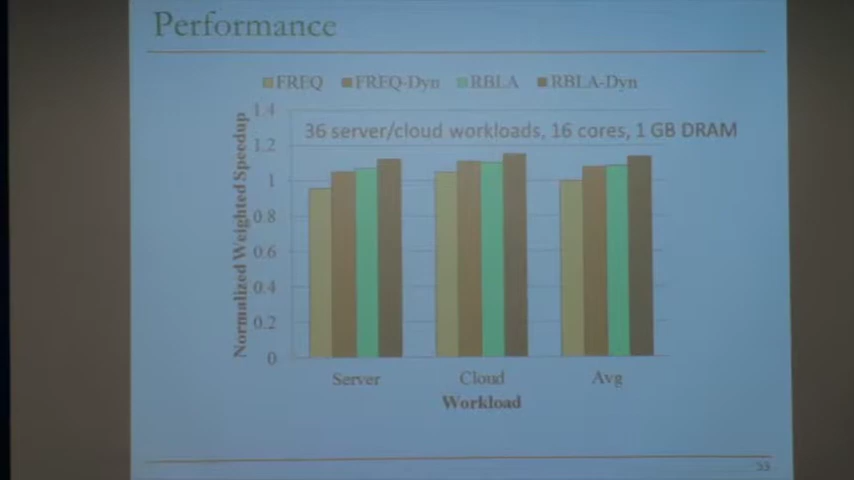 Performance
FREQ FREQ-Dyn RBLA RBLA-Dyn
36 server/cloud workloads, 16 cores, 1 GB DRAM
Normalized Weighted Speedup
1.4
1.2
1
0.8
0.6
0.4
0.2
0
Server Cloud Avg
Workload
53